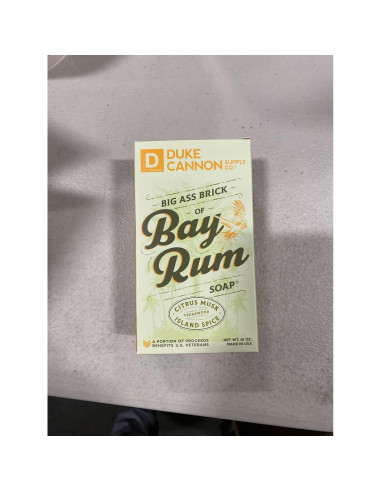 D DUKE
CANNON SUPPLY CO.
BIG ASS BRICK
OF
Bay
Rum
SOAP
CITRUS MUSK
CEDARWOOD
ISLAND SPICE
A PORTION OF PROCEEDS
BENEFITS U.S. VETERANS.
NET WT. 10 OZ.
MADE IN USA